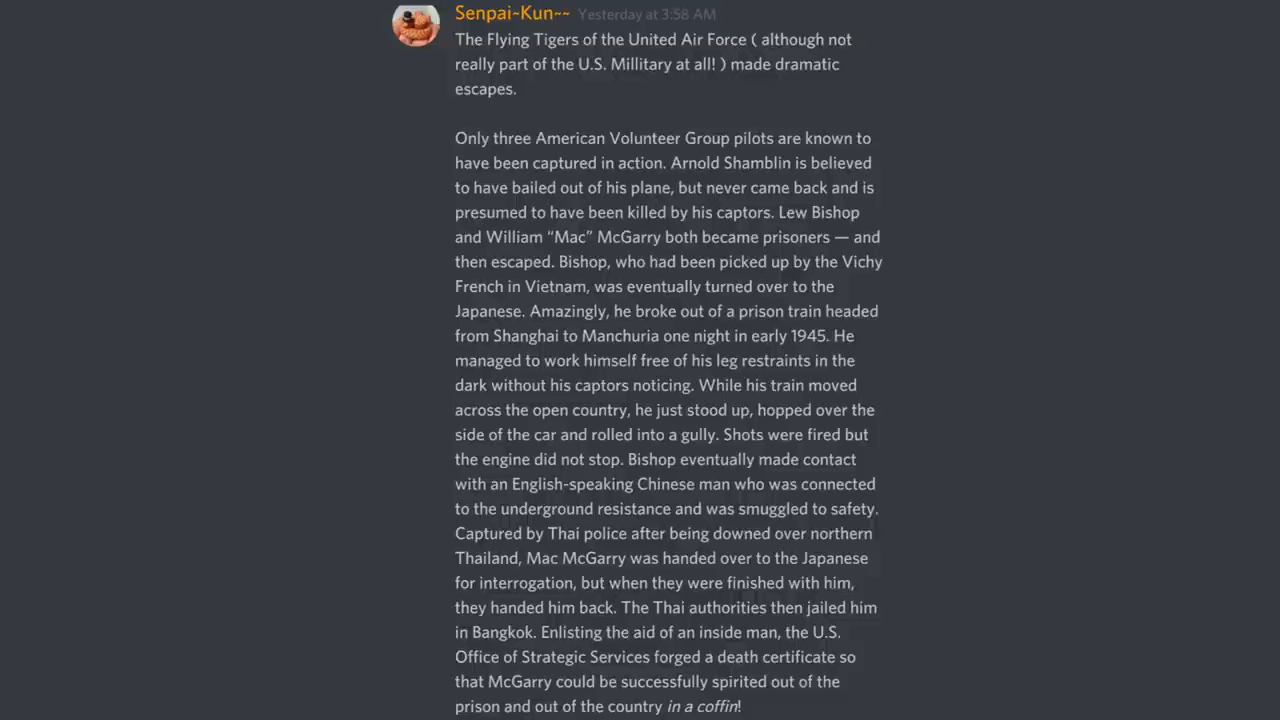 Senpai~Kun~~ Yesterday at 3:58 AM
The Flying Tigers of the United Air Force ( although not
really part of the U.S. Millitary at all! ) made dramatic
escapes.
Only three American Volunteer Group pilots are known to
have been captured in action. Arnold Shamblin is believed
to have bailed out of his plane, but never came back and is
presumed to have been killed by his captors. Lew Bishop
and William “Mac” McGarry both became prisoners — and
then escaped. Bishop, who had been picked up by the Vichy
French in Vietnam, was eventually turned over to the
Japanese. Amazingly, he broke out of a prison train headed
from Shanghai to Manchuria one night in early 1945. He
managed to work himself free of his leg restraints in the
dark without his captors noticing. While his train moved
across the open country, he just stood up, hopped over the
side of the car and rolled into a gully. Shots were fired but
the engine did not stop. Bishop eventually made contact
with an English-speaking Chinese man who was connected
to the underground resistance and was smuggled to safety.
Captured by Thai police after being downed over northern
Thailand, Mac McGarry was handed over to the Japanese
for interrogation, but when they were finished with him,
they handed him back. The Thai authorities then jailed him
in Bangkok. Enlisting the aid of an inside man, the U.S.
Office of Strategic Services forged a death certificate so
that McGarry could be successfully spirited out of the
prison and out of the country in a coffin!